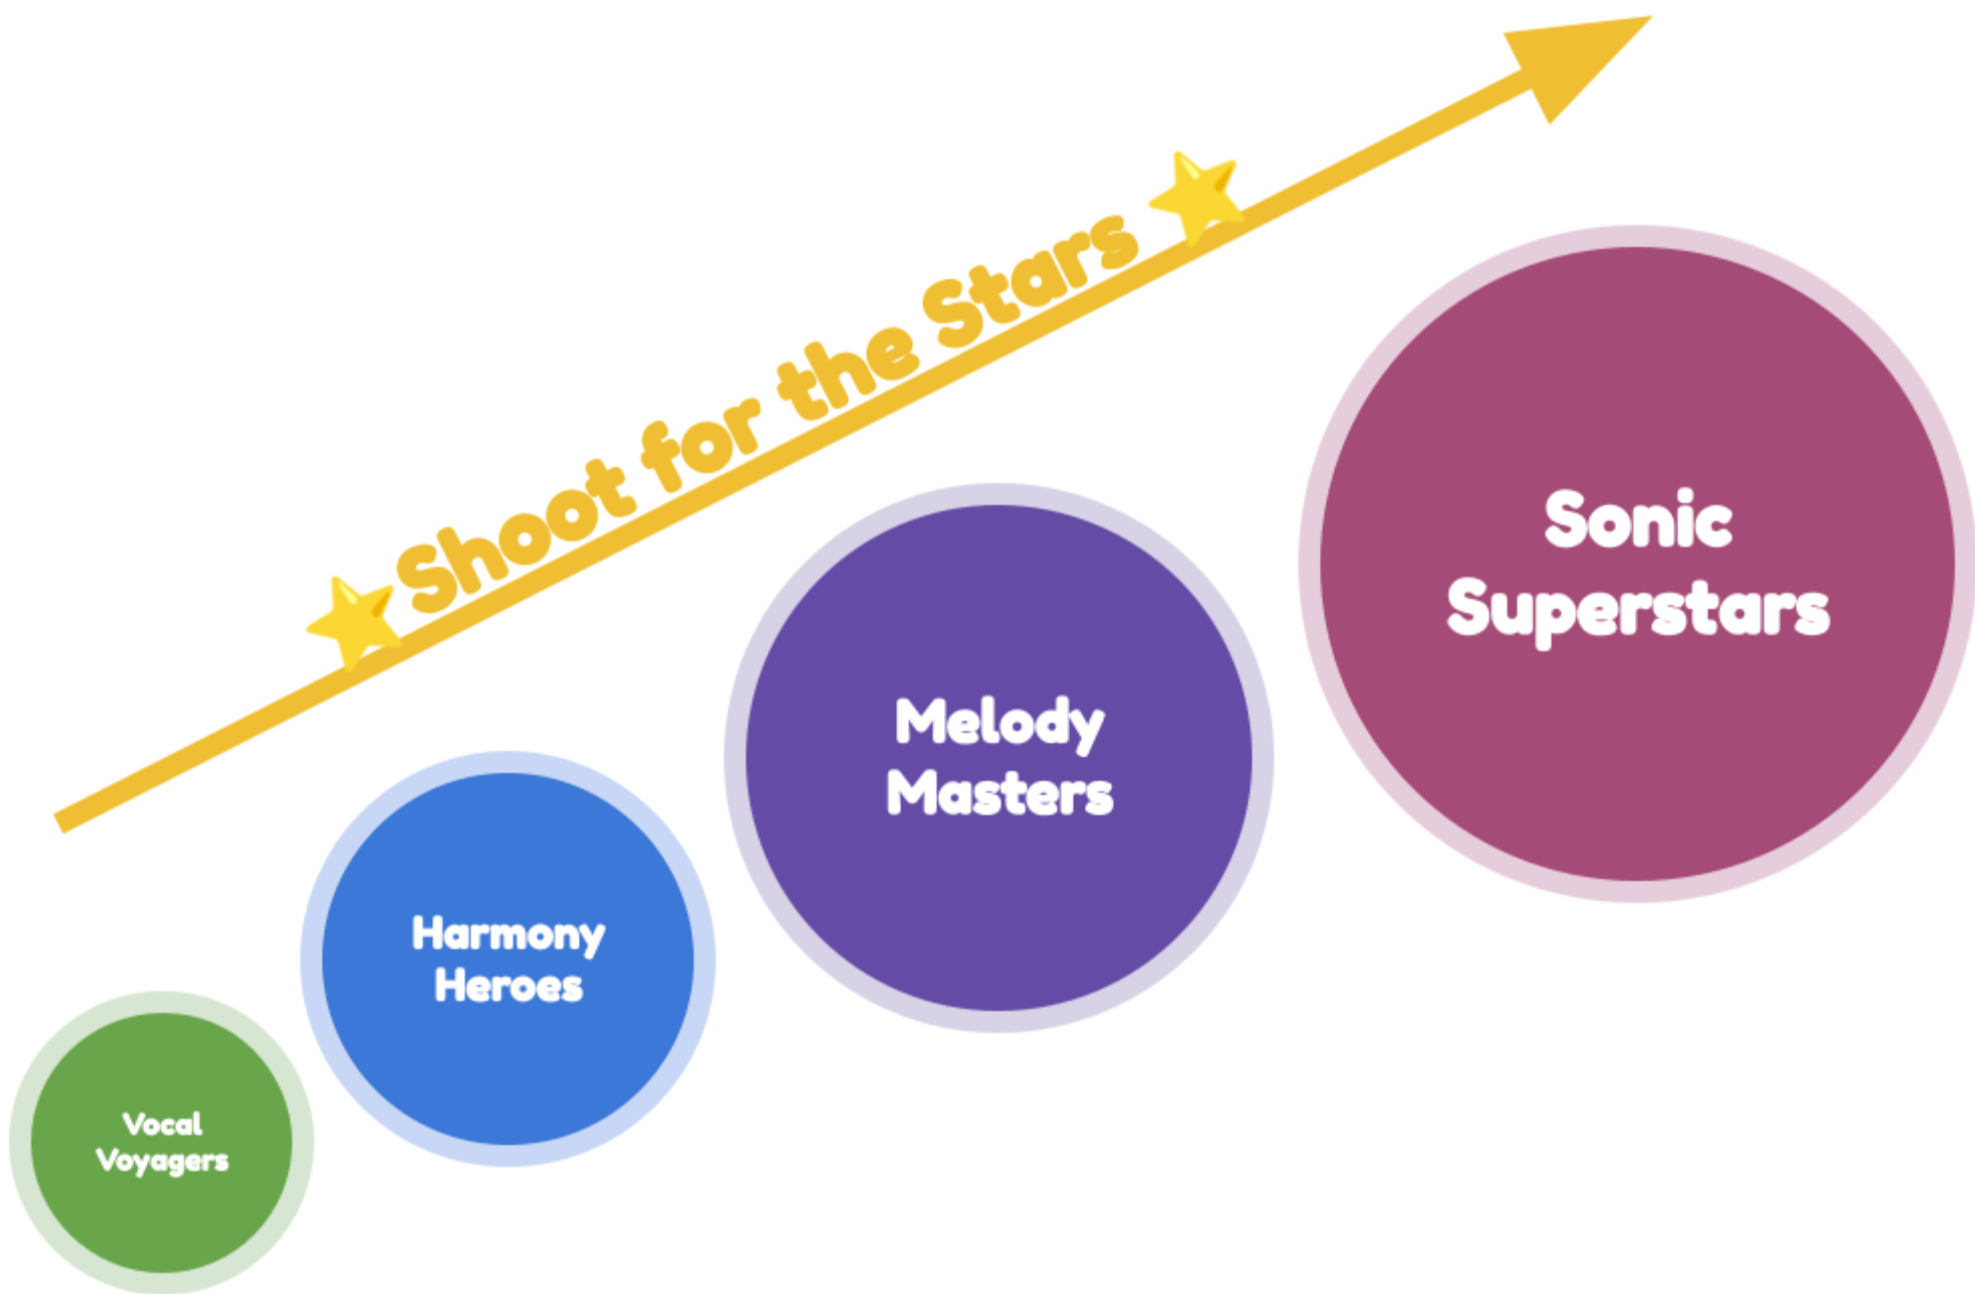 Shoot for the Stars
Sonic
Superstars
Melody
Masters
Harmony
Heroes
Vocal
Voyagers